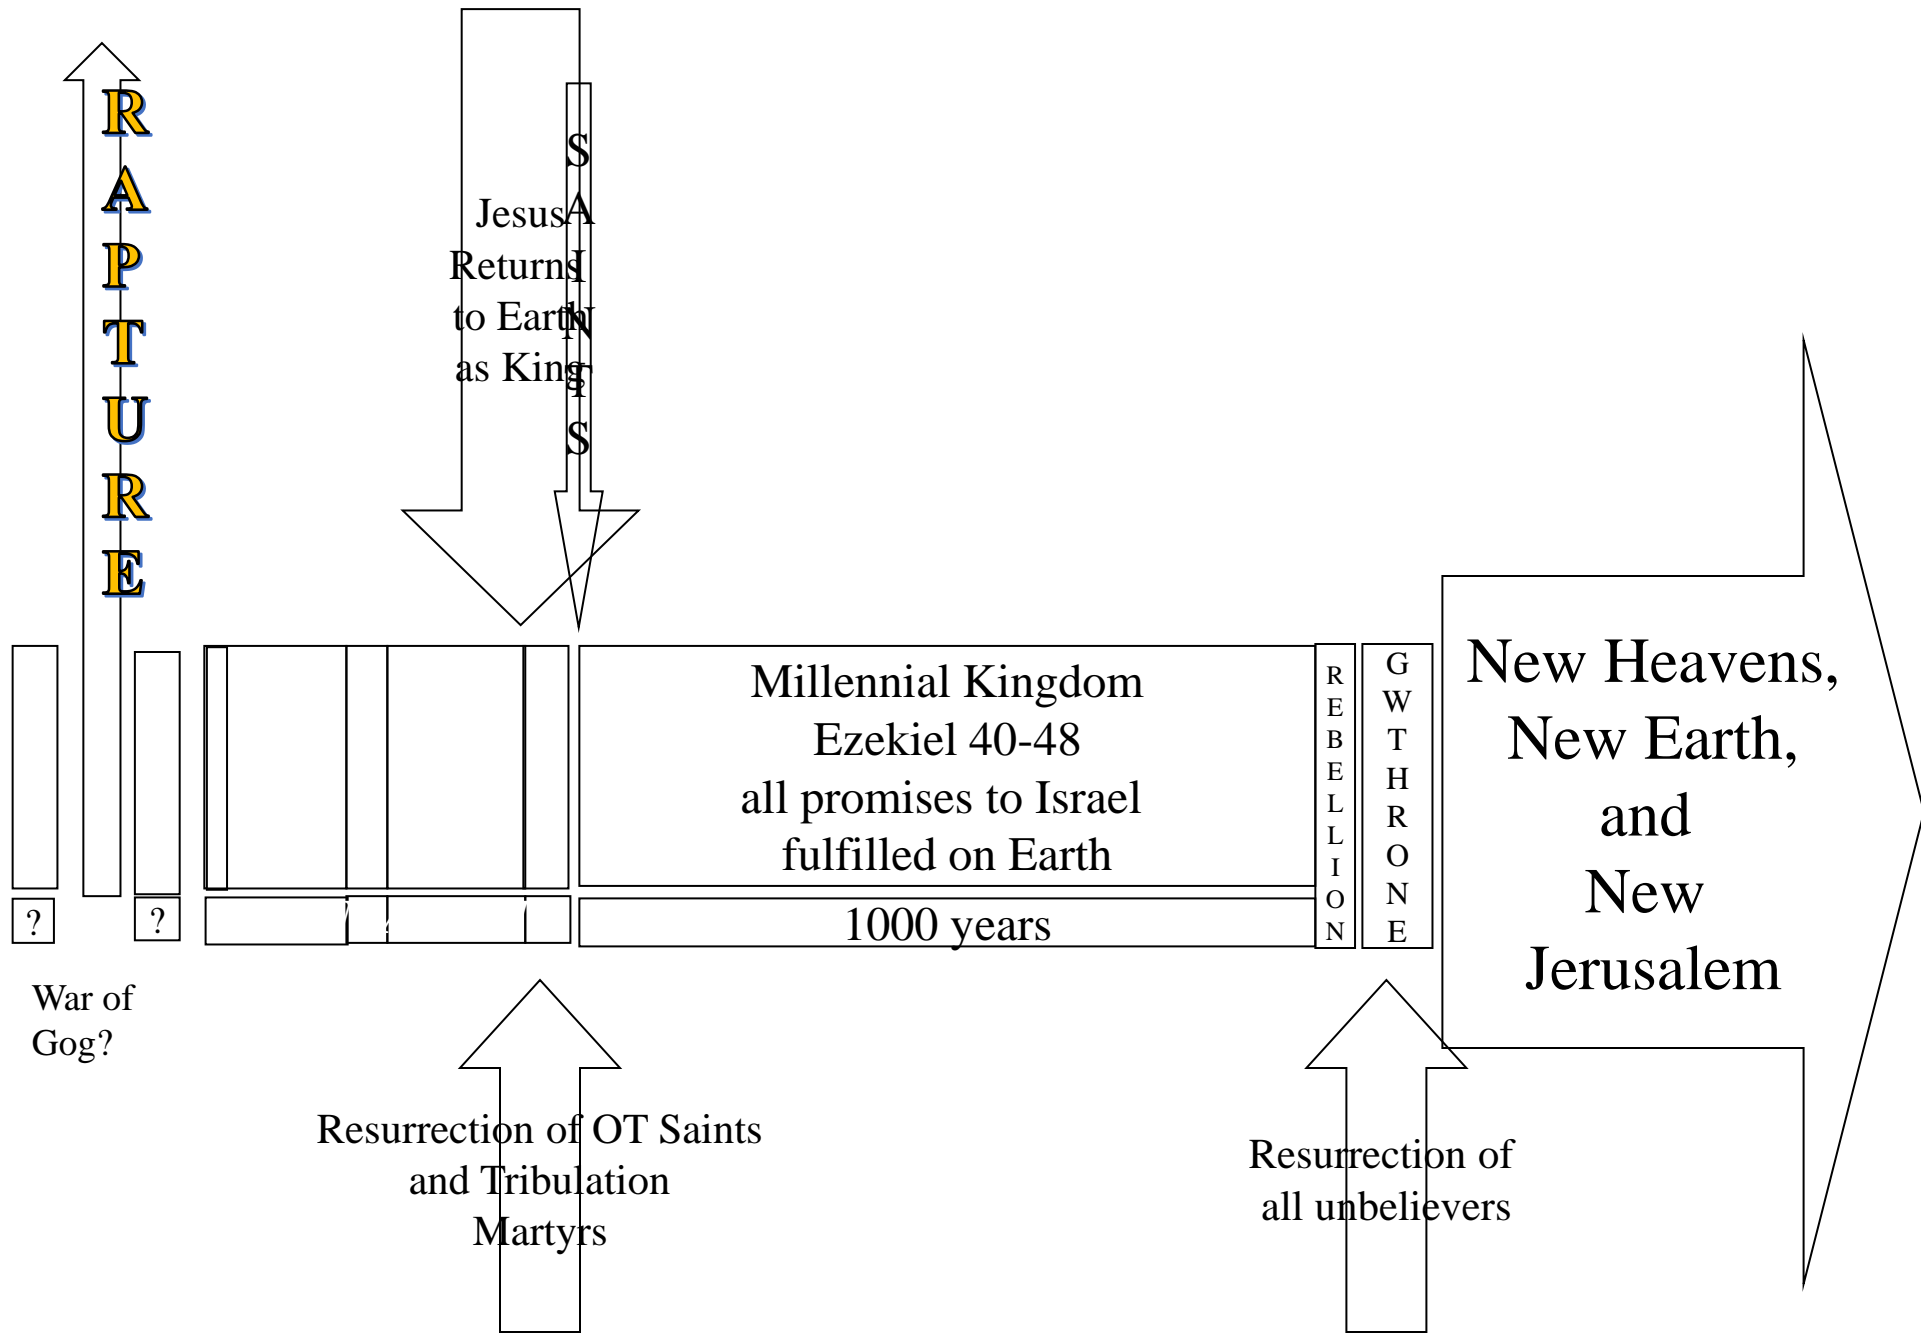 RAPTURE
SAINTS
Jesus
Returns
to Earth
as King
Millennial Kingdom
Ezekiel 40-48
all promises to Israel
fulfilled on Earth
REBELLION
GWTHRONE
New Heavens,
New Earth,
and
New
Jerusalem
?
?
1000 years
War of
Gog?
Resurrection of OT Saints
and Tribulation
Martyrs
Resurrection of
all unbelievers